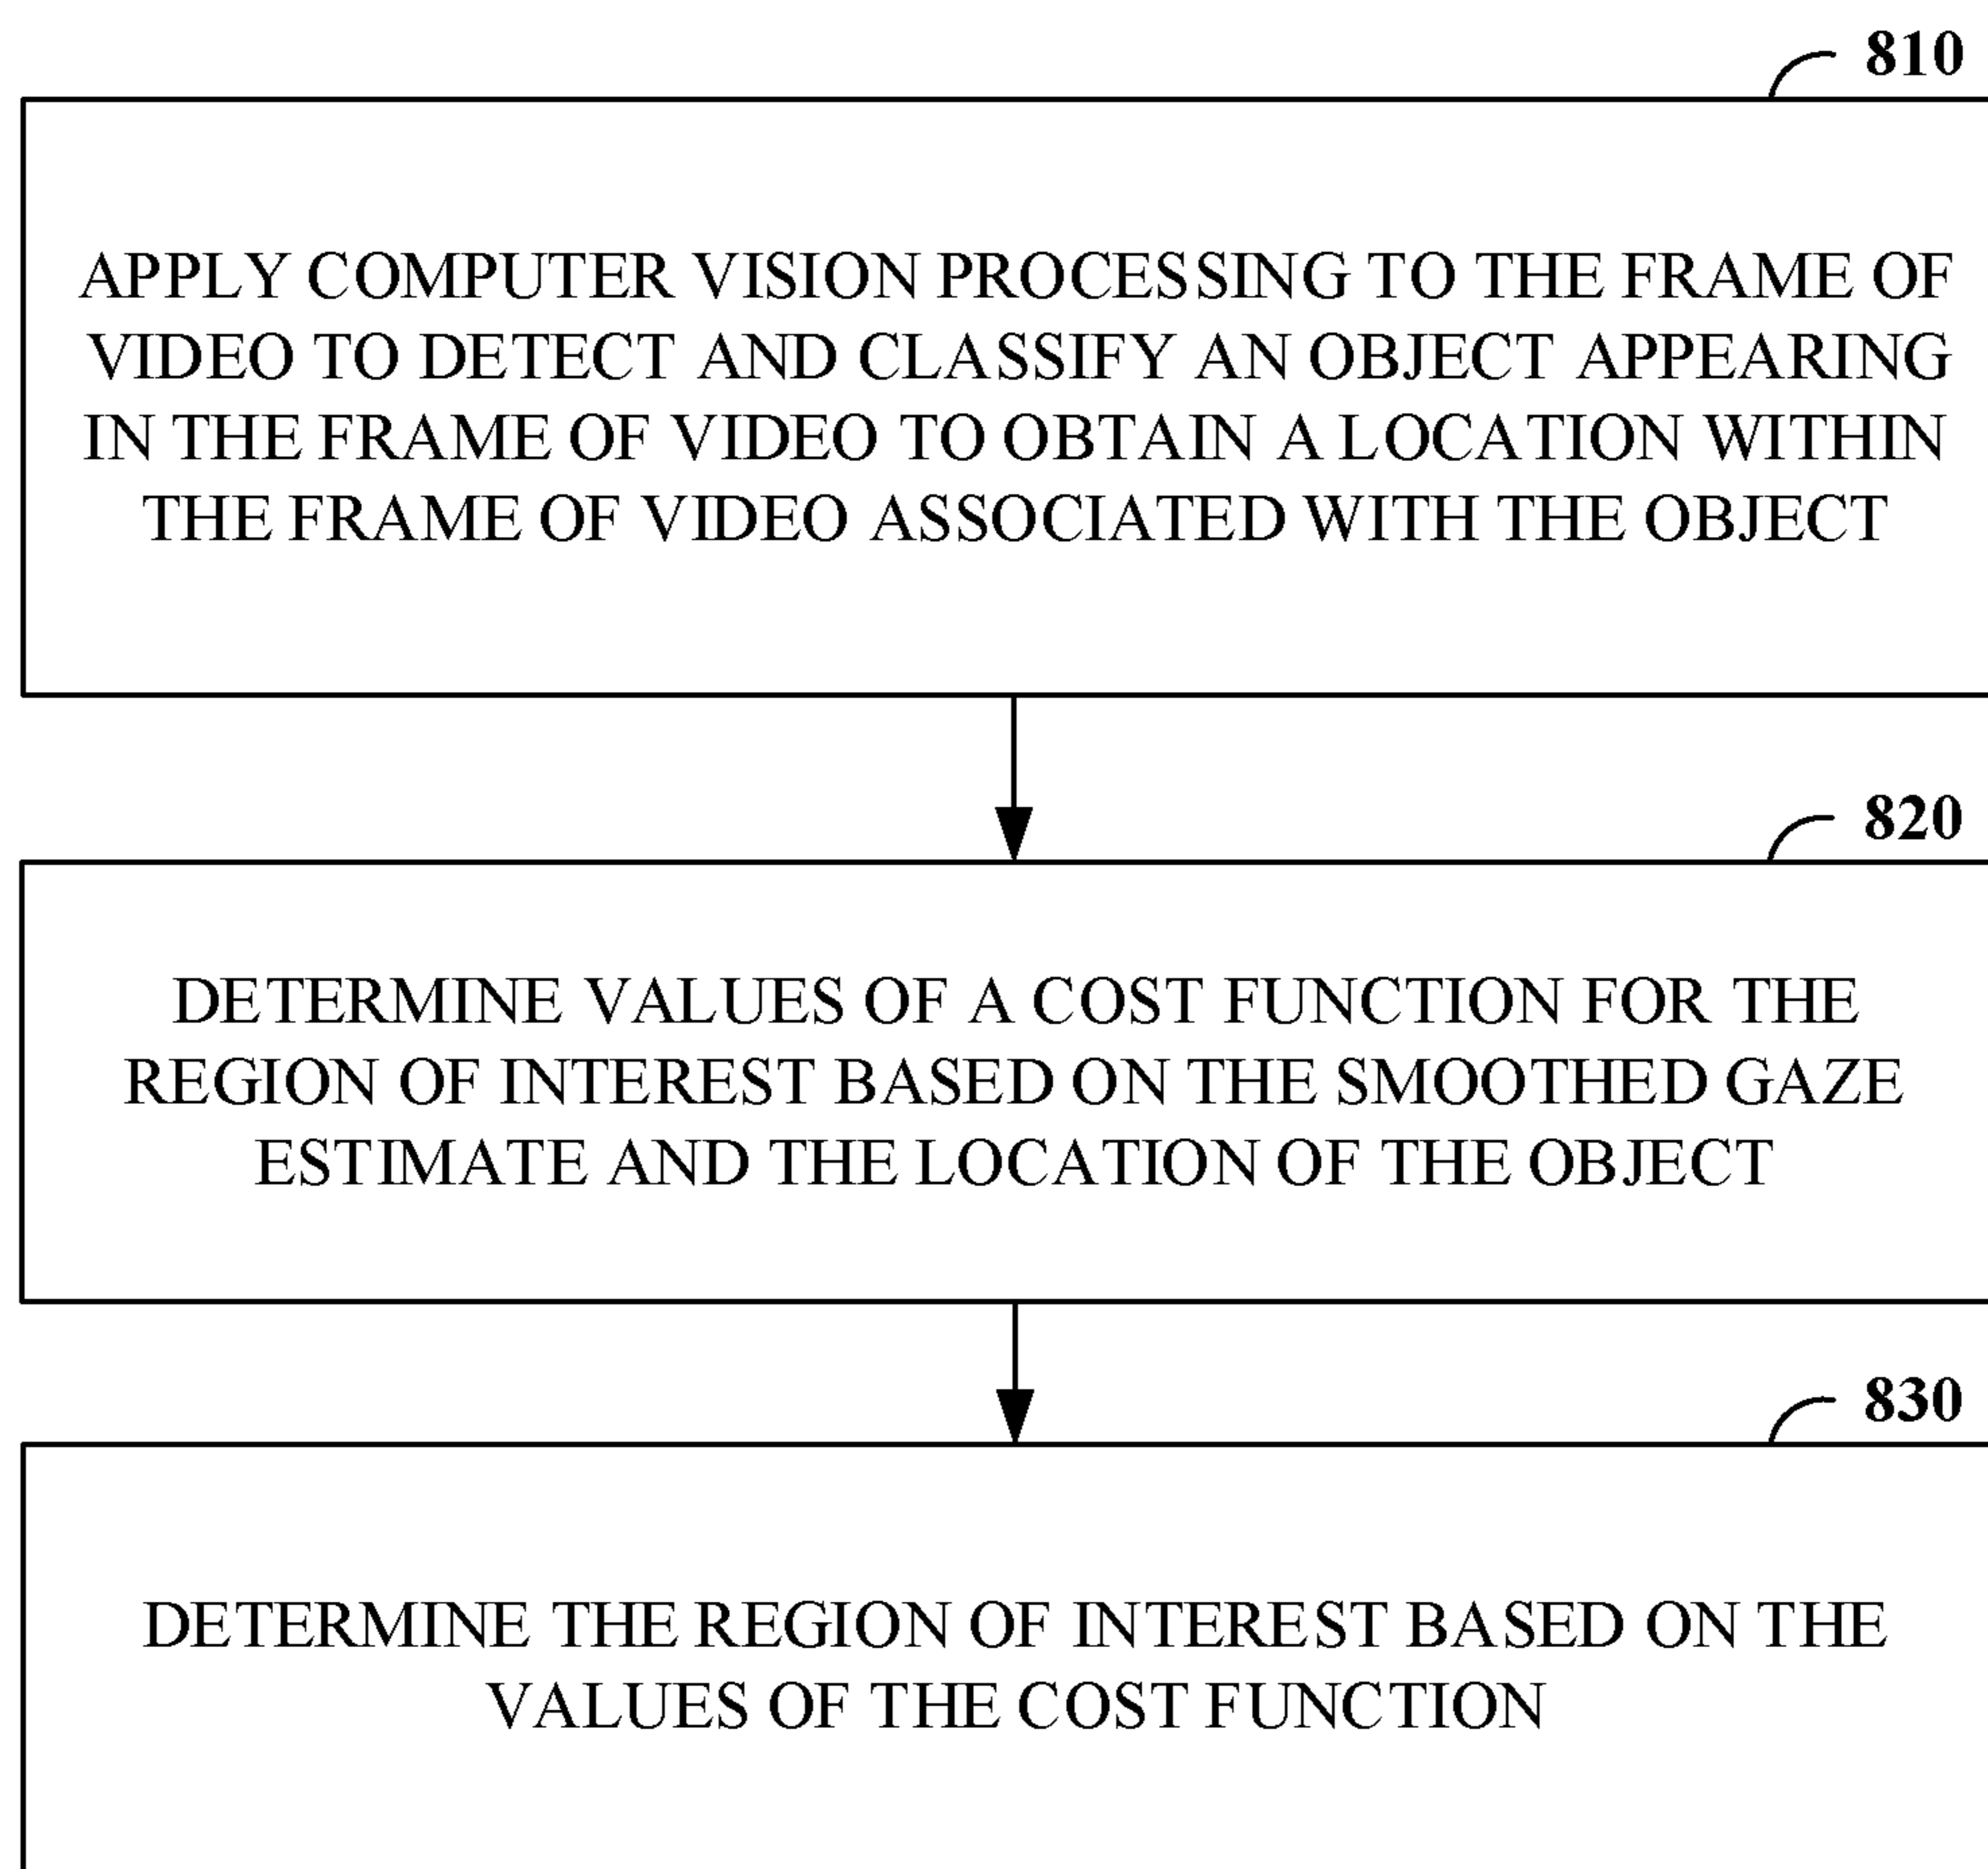 810
APPLY COMPUTER VISION PROCESSING TO THE FRAME OF
VIDEO TO DETECT AND CLASSIFY AN OBJECT APPEARING
IN THE FRAME OF VIDEO TO OBTAIN A LOCATION WITHIN
THE FRAME OF VIDEO ASSOCIATED WITH THE OBJECT
820
DETERMINE VALUES OF A COST FUNCTION FOR THE
REGION OF INTEREST BASED ON THE SMOOTHED GAZE
ESTIMATE AND THE LOCATION OF THE OBJECT
830
DETERMINE THE REGION OF INTEREST BASED ON THE
VALUES OF THE COST FUNCTION